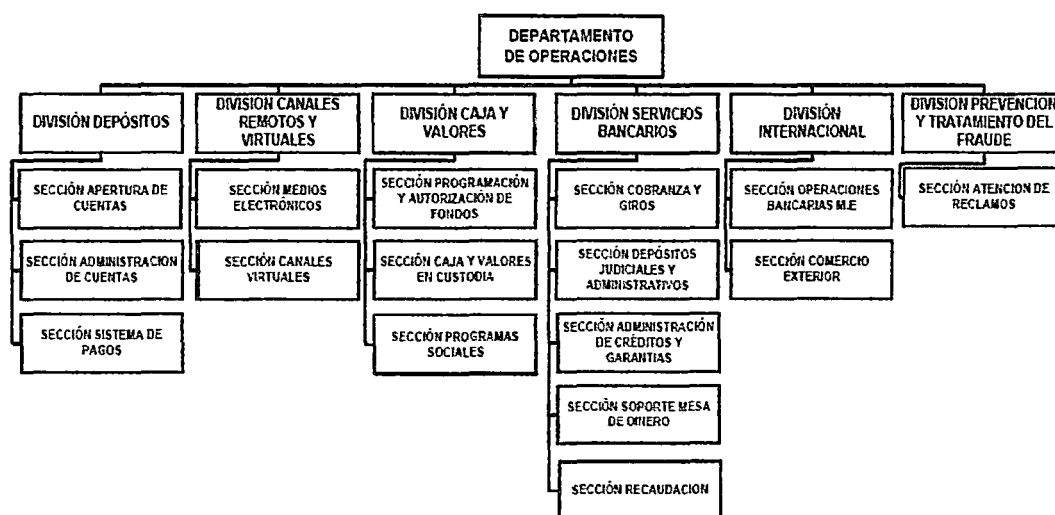 DEPARTAMENTO
DE OPERACIONES
DIVISIÓN DEPÓSITOS
DIVISION CANALES
REMOTOS Y
VIRTUALES
DIVISIÓN CAJA Y
VALORES
DIVISIÓN SERVICIOS
BANCARIOS
DIVISIÓN
INTERNACIONAL
DIVISION PREVENCION
Y TRATAMIENTO DEL
FRAUDE
SECCIÓN APERTURA DE
CUENTAS
SECCIÓN ADMINISTRACION
DE CUENTAS
SECCIÓN SISTEMA DE
PAGOS
SECCIÓN MEDIOS
ELECTRÓNICOS
SECCIÓN CANALES
VIRTUALES
SECCIÓN PROGRAMACIÓN
Y AUTORIZACIÓN DE
FONDOS
SECCIÓN CAJA Y VALORES
EN CUSTODIA
SECCIÓN PROGRAMAS
SOCIALES
SECCIÓN COBRANZA Y
GIROS
SECCIÓN DEPÓSITOS
JUDICIALES Y
ADMINISTRATIVOS
SECCIÓN ADMINISTRACIÓN
DE CRÉDITOS Y
GARANTIAS
SECCIÓN SOPORTE MESA
DE DINERO
SECCIÓN RECAUDACION
SECCIÓN OPERACIONES
BANCARIAS M.E
SECCIÓN COMERCIO
EXTERIOR
SECCIÓN ATENCION DE
RECLAMOS